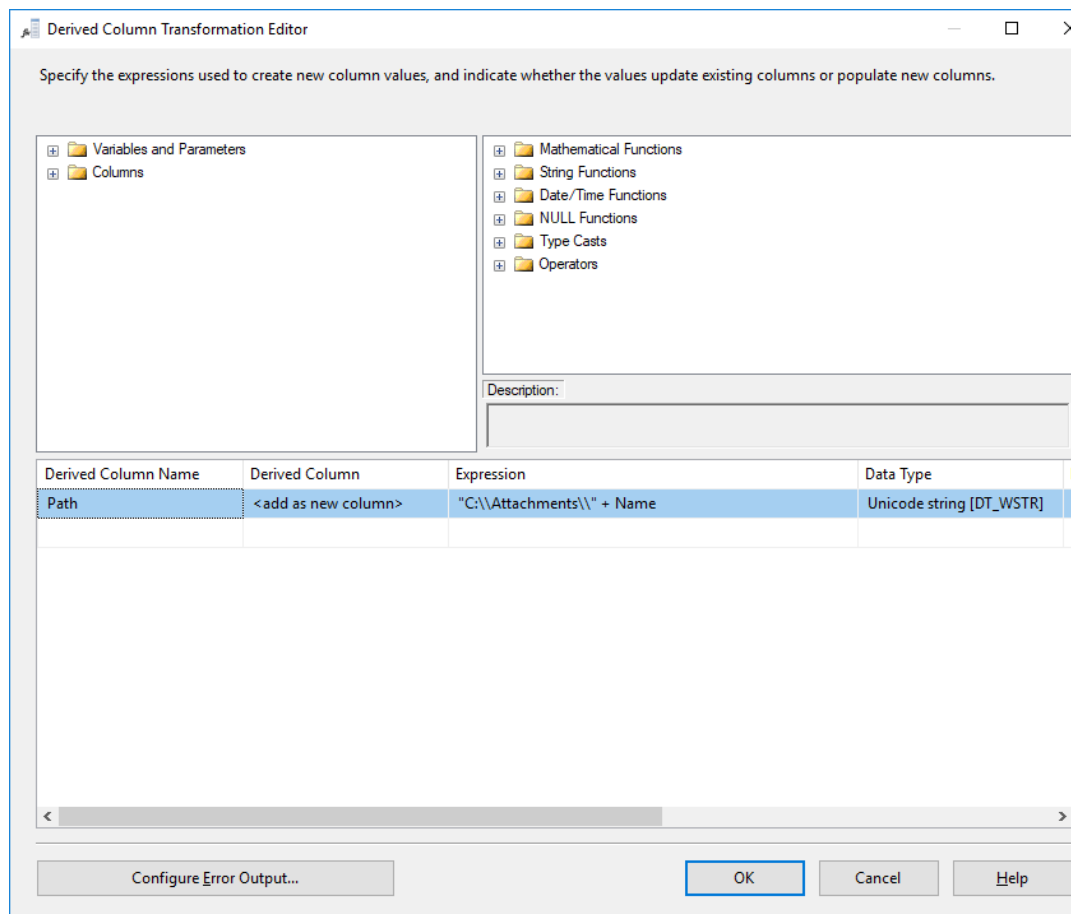 Derived Column Transformation Editor
Specify the expressions used to create new column values, and indicate whether the values update existing columns or populate new columns.
Variables and Parameters
Columns
Mathematical Functions
String Functions
Date/Time Functions
NULL Functions
Type Casts
Operators
Description:
Derived Column Name Derived Column Expression Data Type
Path <add as new column> "C:\\Attachments\\" + Name Unicode string [DT_WSTR]
Configure Error Output... OK Cancel Help